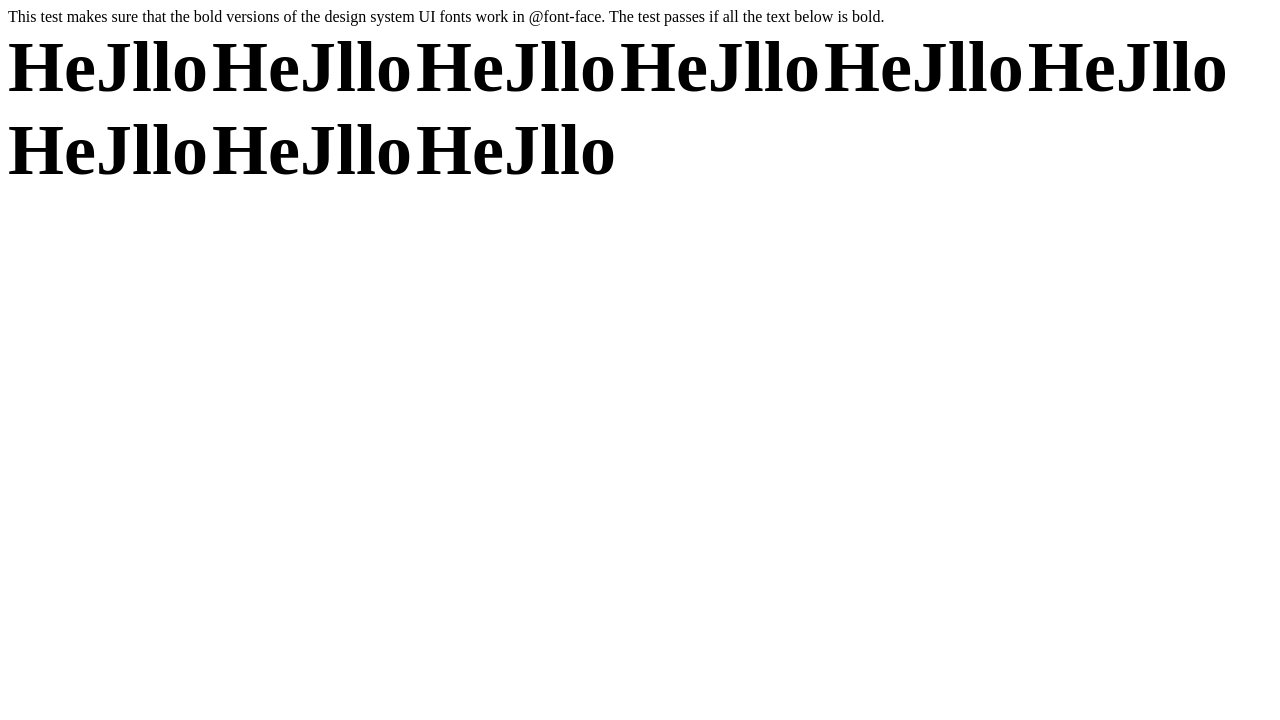 This test makes sure that the bold versions of the design system UI fonts work in @font-face. The test passes if all the text below is bold.
HeJllo HeJllo HeJllo HeJllo HeJllo HeJllo
HeJllo HeJllo HeJllo